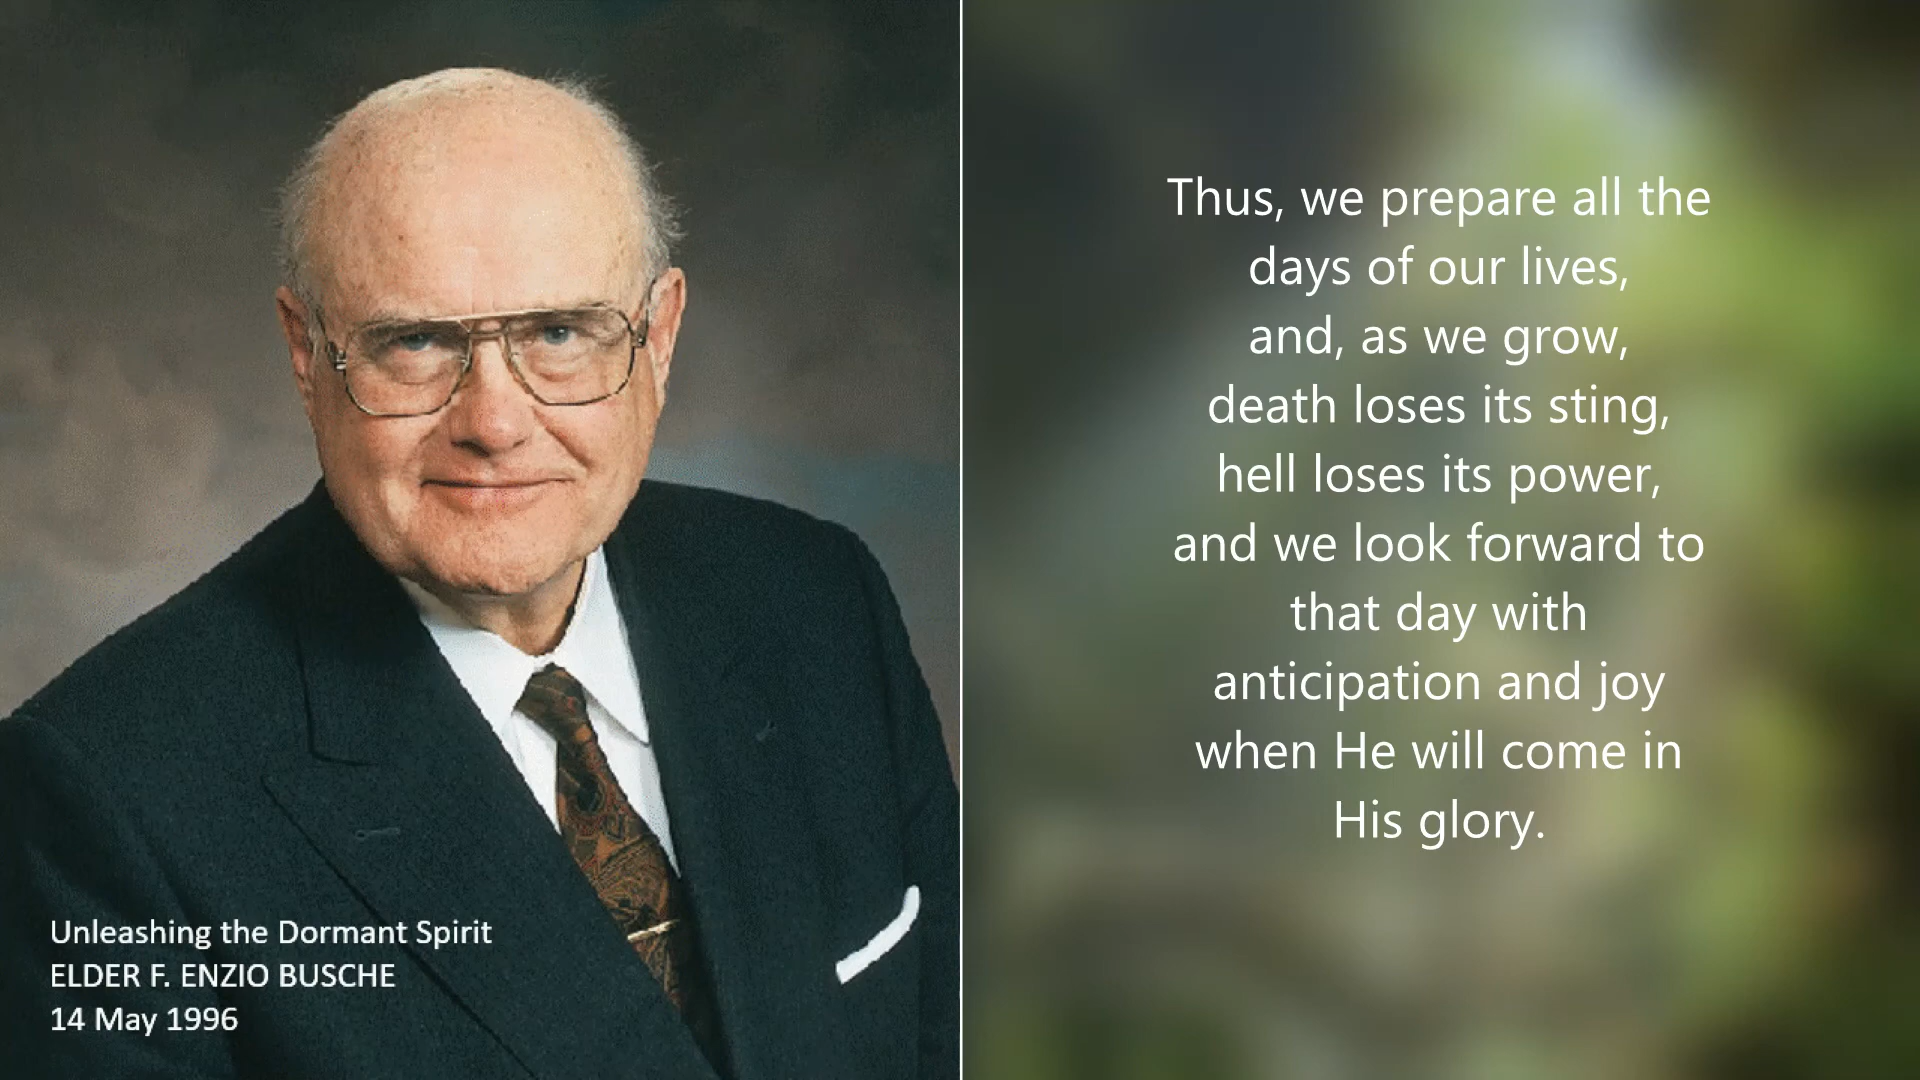 Unleashing the Dormant Spirit
ELDER F. ENZIO BUSCHE
14 May 1996
Thus, we prepare all the
days of our lives,
and, as we grow,
death loses its sting,
hell loses its power,
and we look forward to
that day with
anticipation and joy
when He will come in
His glory.